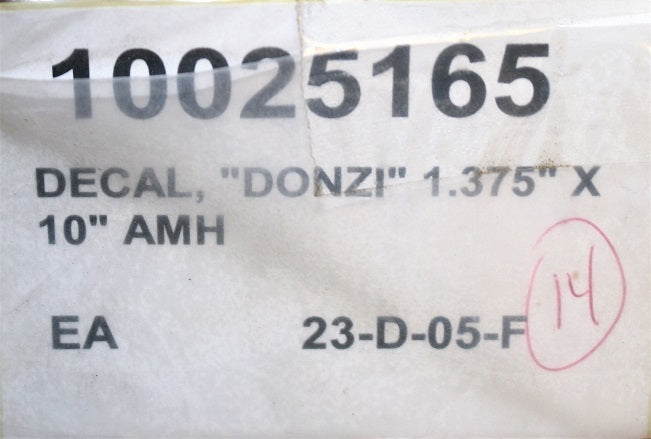 10025165
DECAL, "DONZI" 1.375" X
10" AMH
EA 23-D-05-F 14